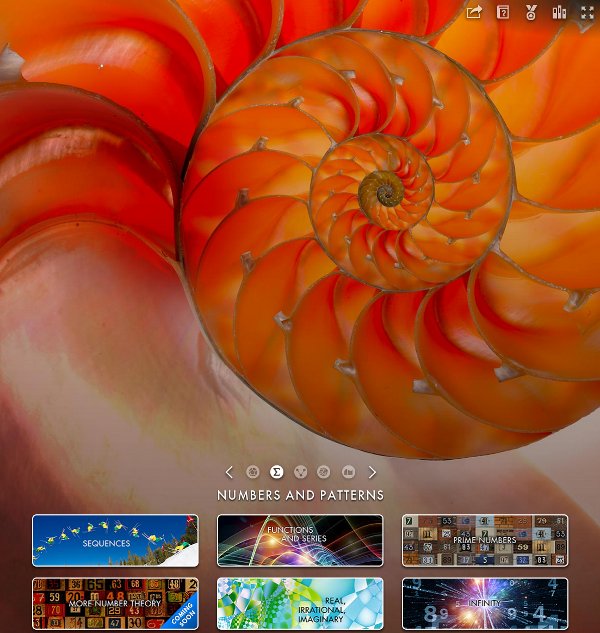 NUMBERS AND PATTERNS
SEQUENCES
FUNCTIONS
AND SERIES
PRIME NUMBERS
MORE NUMBER THEORY
COMING
SOON
REAL,
IRRATIONAL,
IMAGINARY
INFINITY